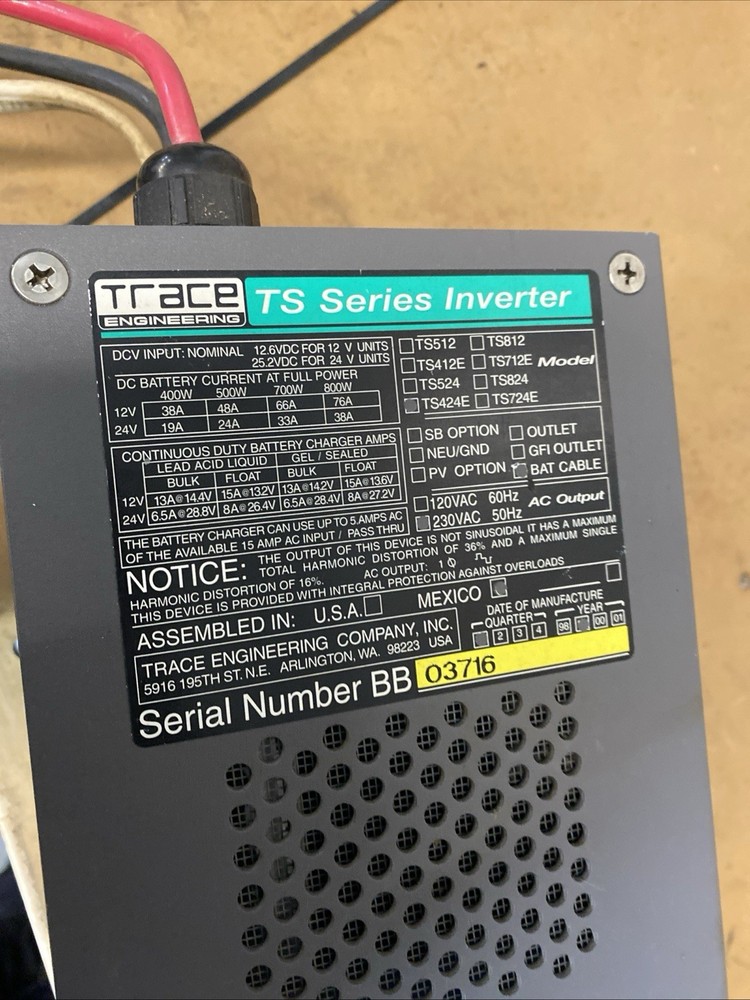 Trace
ENGINEERING
TS Series Inverter
DCV INPUT: NOMINAL 12.6VDC FOR 12 V UNITS
25.2VDC FOR 24 V UNITS
DC BATTERY CURRENT AT FULL POWER
400W 500W 700W 800W
12V 38A 48A 66A 76A
24V 19A 24A 33A 38A
CONTINUOUS DUTY BATTERY CHARGER AMPS
LEAD ACID LIQUID GEL / SEALED
BULK FLOAT BULK FLOAT
12V 13A@14.4V 15A@13.2V 13A@14.2V 15A@13.6V
24V 6.5A@28.8V 8A@26.4V 6.5A@28.4V 8A@27.2V
THE BATTERY CHARGER CAN USE UP TO 5 AMPS AC
OF THE AVAILABLE 15 AMP AC INPUT / PASS THRU
TS512 TS812
TS412E TS712E Model
TS524 TS824
TS424E TS724E
SB OPTION OUTLET
NEU/GND GFI OUTLET
PV OPTION BAT CABLE
120VAC 60Hz AC Output
230VAC 50Hz
NOTICE: THE OUTPUT OF THIS DEVICE IS NOT SINUSOIDAL IT HAS A MAXIMUM
TOTAL HARMONIC DISTORTION OF 36% AND A MAXIMUM SINGLE
HARMONIC DISTORTION OF 16%. AC OUTPUT: 1 Ø
THIS DEVICE IS PROVIDED WITH INTEGRAL PROTECTION AGAINST OVERLOADS
ASSEMBLED IN: U.S.A. MEXICO
TRACE ENGINEERING COMPANY, INC.
5916 195TH ST. N.E. ARLINGTON, WA. 98223 USA
DATE OF MANUFACTURE
QUARTER YEAR
2 3 4 98 00 01
Serial Number BB 03716